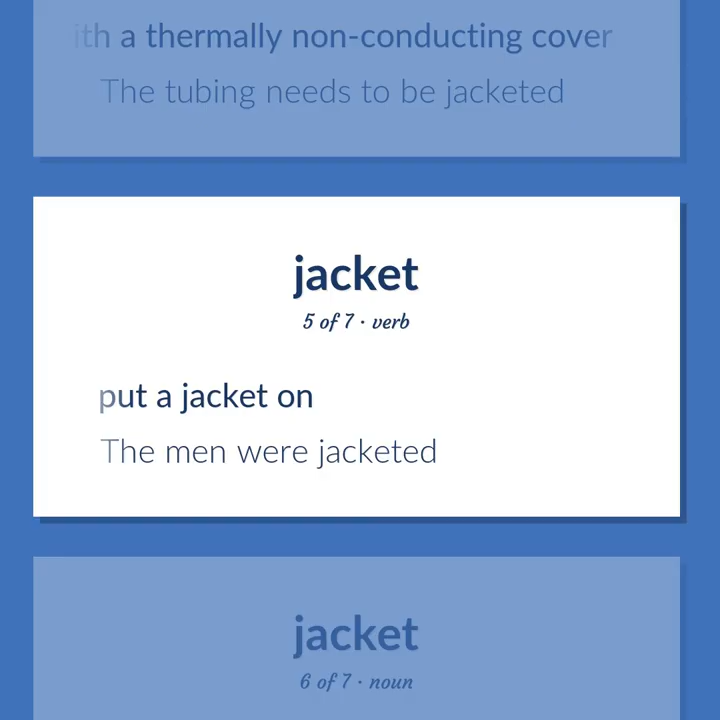 ith a thermally non-conducting cover
The tubing needs to be jacketed
jacket
5 of 7 · verb
put a jacket on
The men were jacketed
jacket
6 of 7 · noun